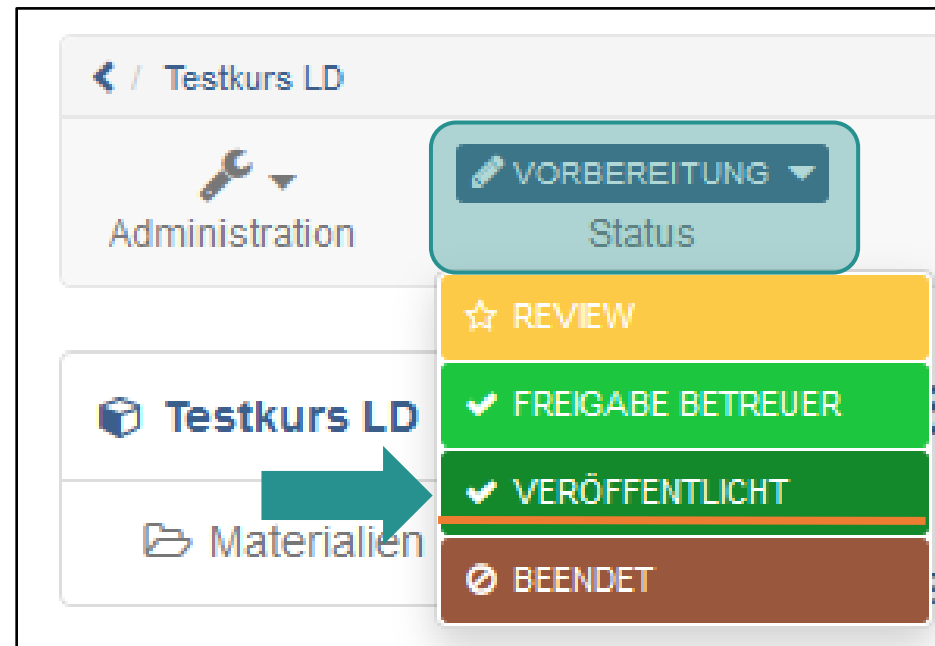 / Testkurs LD
VORBEREITUNG
Administration
Status
REVIEW
FREIGABE BETREUER
Testkurs LD
VERÖFFENTLICHT
Materialien
BEENDET